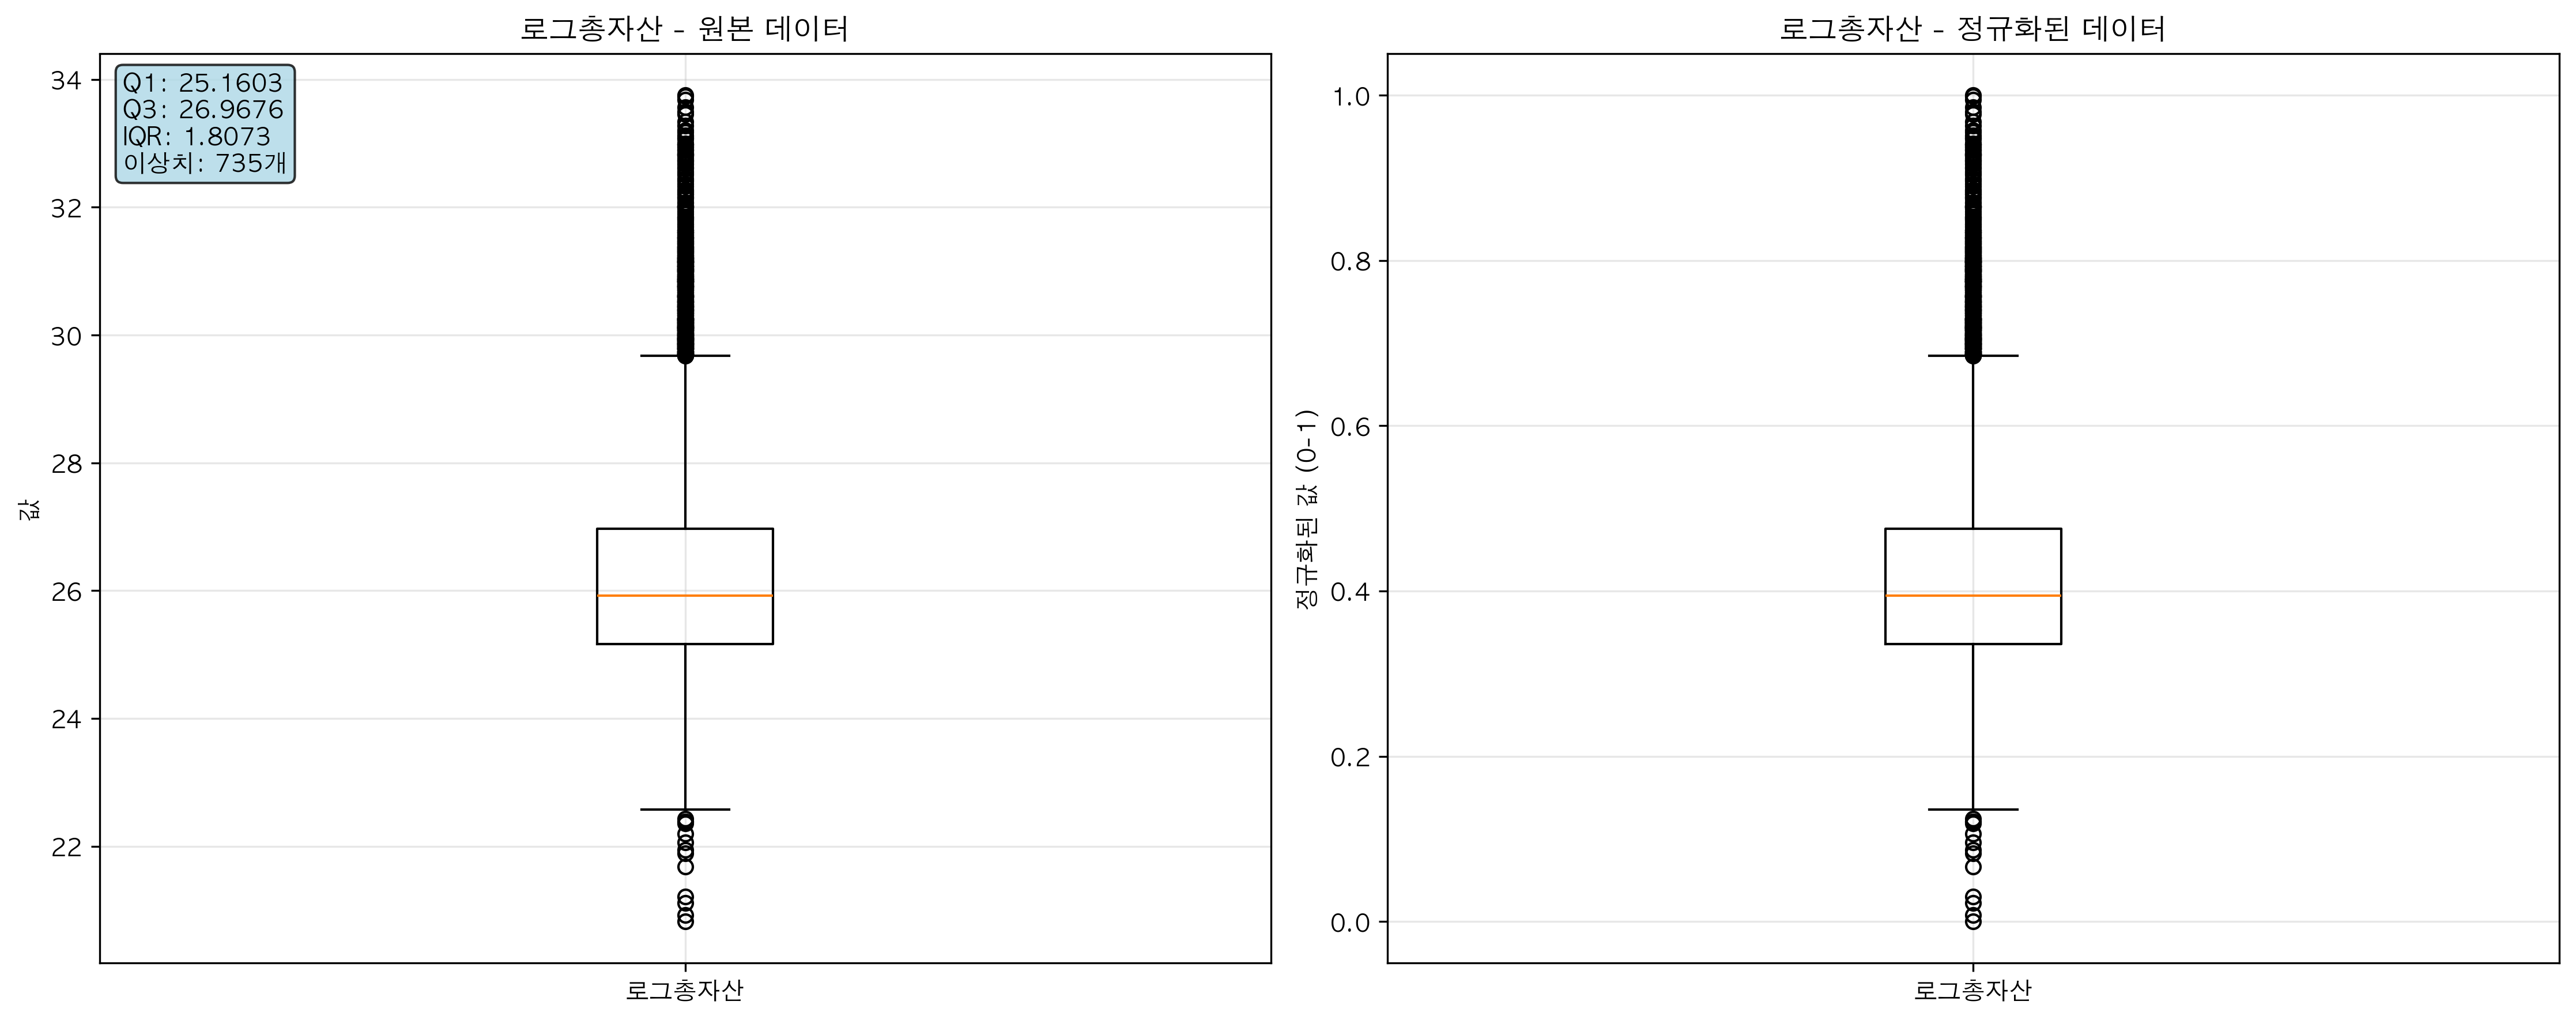 로그총자산 - 원본 데이터
Q1: 25.1603
Q3: 26.9676
IQR: 1.8073
이상치: 735개
34
32
30
28
26
24
22
값
로그총자산
로그총자산 - 정규화된 데이터
1.0
0.8
0.6
0.4
0.2
0.0
정규화된 값 (0-1)
로그총자산